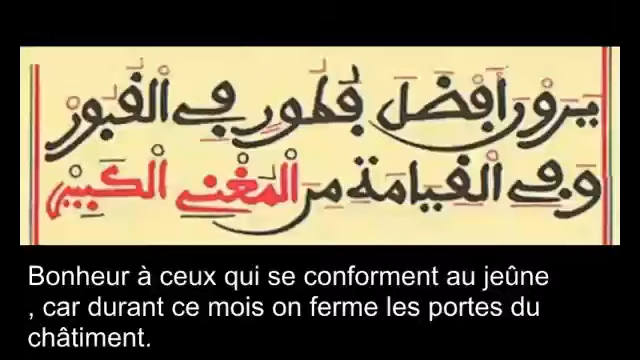 يرون أفضل في القبور
وفي القيامة من المغني الكبير
Bonheur à ceux qui se conforment au jeûne
, car durant ce mois on ferme les portes du
châtiment.